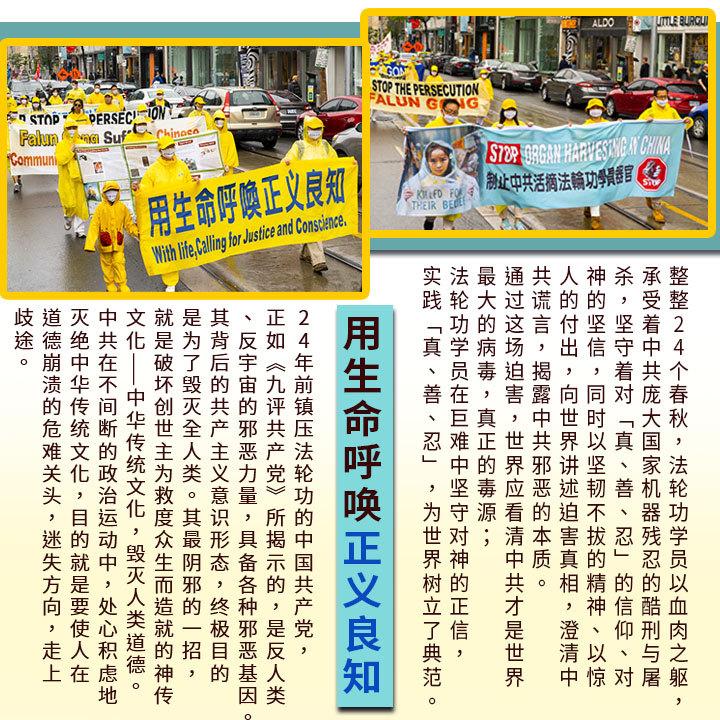 STOP THE PERSECUTION
Falun Gong Suff Chinese
Commun
用生命呼唤正义良知
With life,Calling for Justice and Conscience.
ALDO
LITTLE BURGUN
STOP THE PERSECUTION
FALUN GONG
STOP ORGAN HARVESTING IN CHINA
制止中共活摘法輪功學員器官
STOP
KILLED FOR
THEIR BELIEF
整整24个春秋，法轮功学员以血肉之躯，
承受着中共庞大国家机器残忍的酷刑与屠
杀，坚守着对「真、善、忍」的信仰、对
神的坚信，同时以坚韧不拔的精神、以惊
人的付出，向世界讲述迫害真相，澄清中
共谎言，揭露中共邪恶的本质。
通过这场迫害，世界应看清中共才是世界
最大的病毒，真正的毒源；
法轮功学员在巨难中坚守对神的正信，
实践「真、善、忍」，为世界树立了典范。
用生命呼唤正义良知
24年前镇压法轮功的中国共产党，
正如《九评共产党》所揭示的，是反人类
、反宇宙的邪恶力量，具备各种邪恶基因。
其背后的共产主义意识形态，终极目的
是为了毁灭全人类。其最阴邪的一招，
就是破坏创世主为救度众生而造就的神传
文化——中华传统文化，毁灭人类道德。
中共在不间断的政治运动中，处心积虑地
灭绝中华传统文化，目的就是要使人在
道德崩溃的危难关头，迷失方向，走上
歧途。